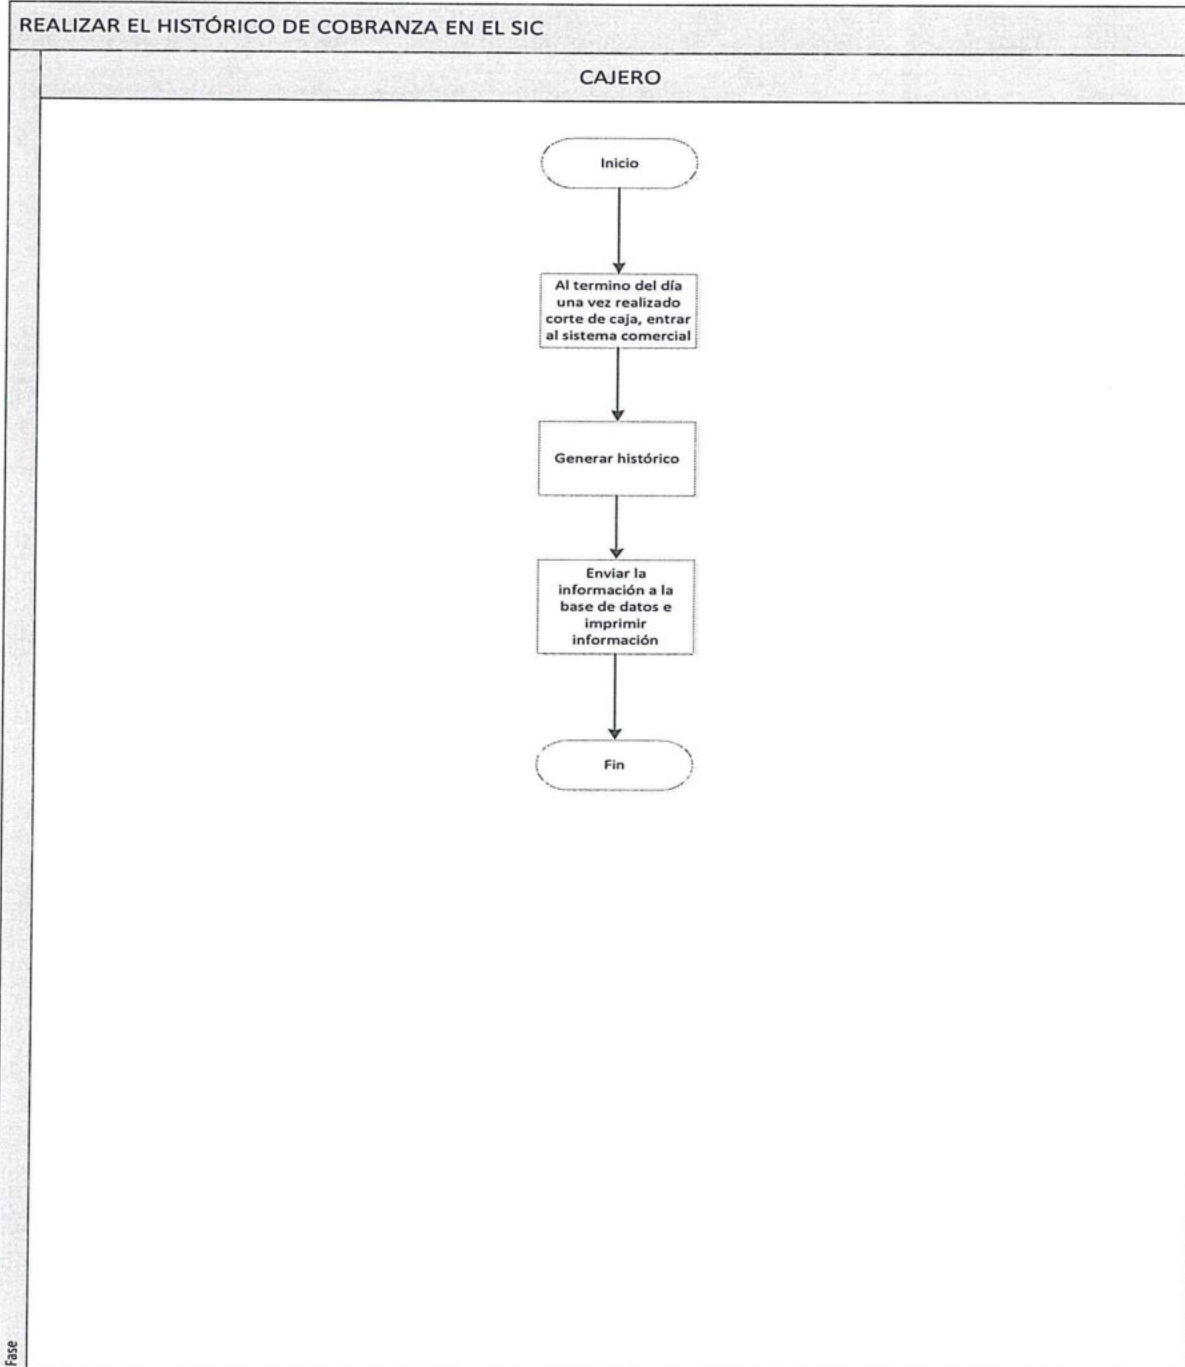 REALIZAR EL HISTÓRICO DE COBRANZA EN EL SIC
CAJERO
Inicio
Al termino del día
una vez realizado
corte de caja, entrar
al sistema comercial
Generar histórico
Enviar la
información a la
base de datos e
imprimir
información
Fin
Fase